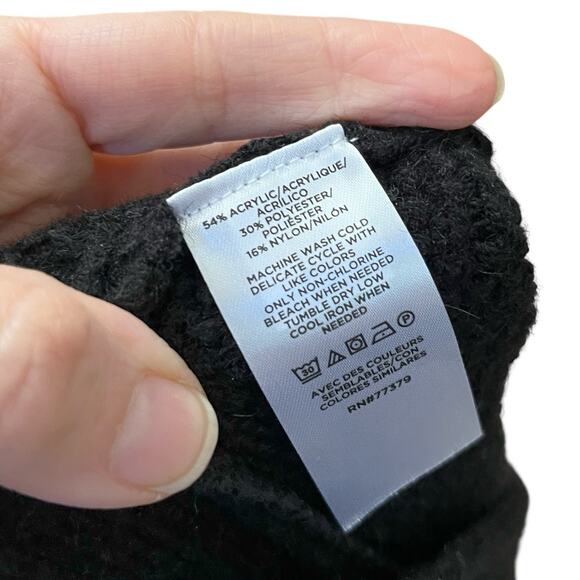 54% ACRYLIC/ACRYLIQUE/
ACRÍLICO
30% POLYESTER/
POLIÉSTER
16% NYLON/NILÓN
MACHINE WASH COLD
DELICATE CYCLE WITH
LIKE COLORS
ONLY NON-CHLORINE
BLEACH WHEN NEEDED
TUMBLE DRY LOW
COOL IRON WHEN
NEEDED
30 P
AVEC DES COULEURS
SEMBLABLES/CON
COLORES SIMILARES
RN#77379